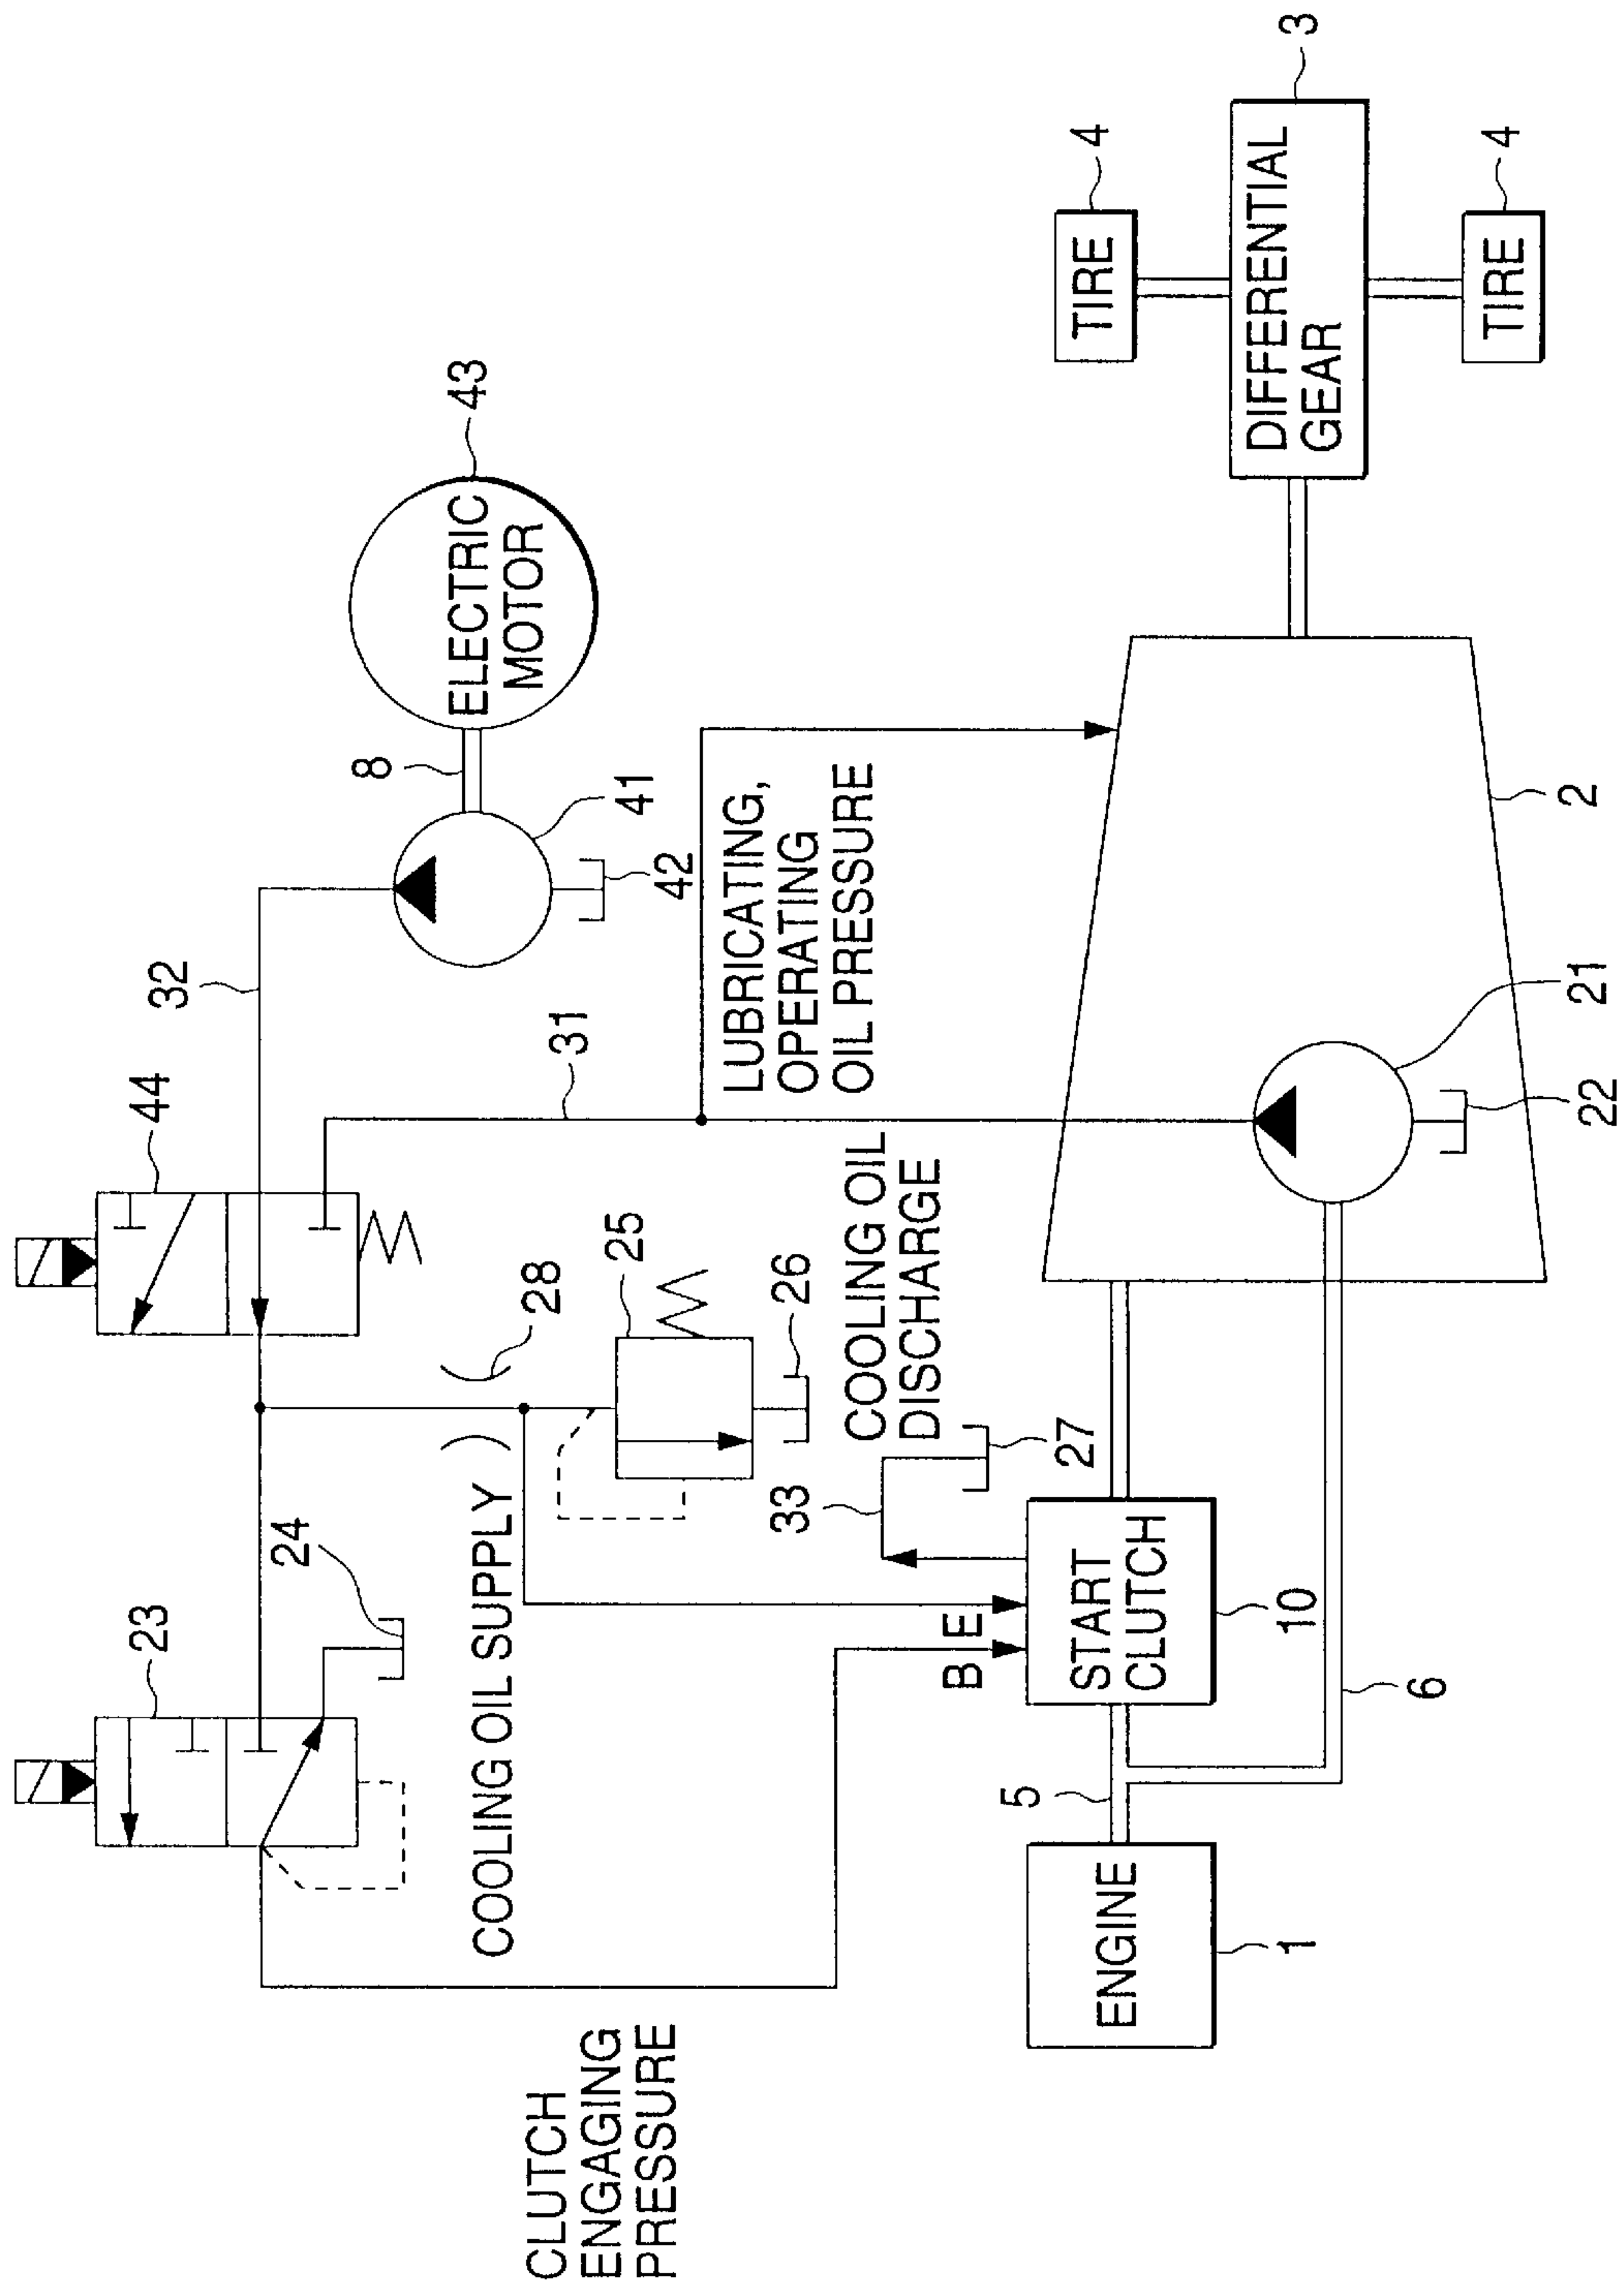 44
32
43
8
ELECTRIC
MOTOR
41
42
23
24
28
25
26
31
COOLING OIL SUPPLY
LUBRICATING,
OPERATING
OIL PRESSURE
CLUTCH
ENGAGING
PRESSURE
COOLING OIL
DISCHARGE
33
27
B
E
5
ENGINE
1
START
CLUTCH
10
6
21
22
2
TIRE
4
DIFFERENTIAL
GEAR
3
TIRE
4